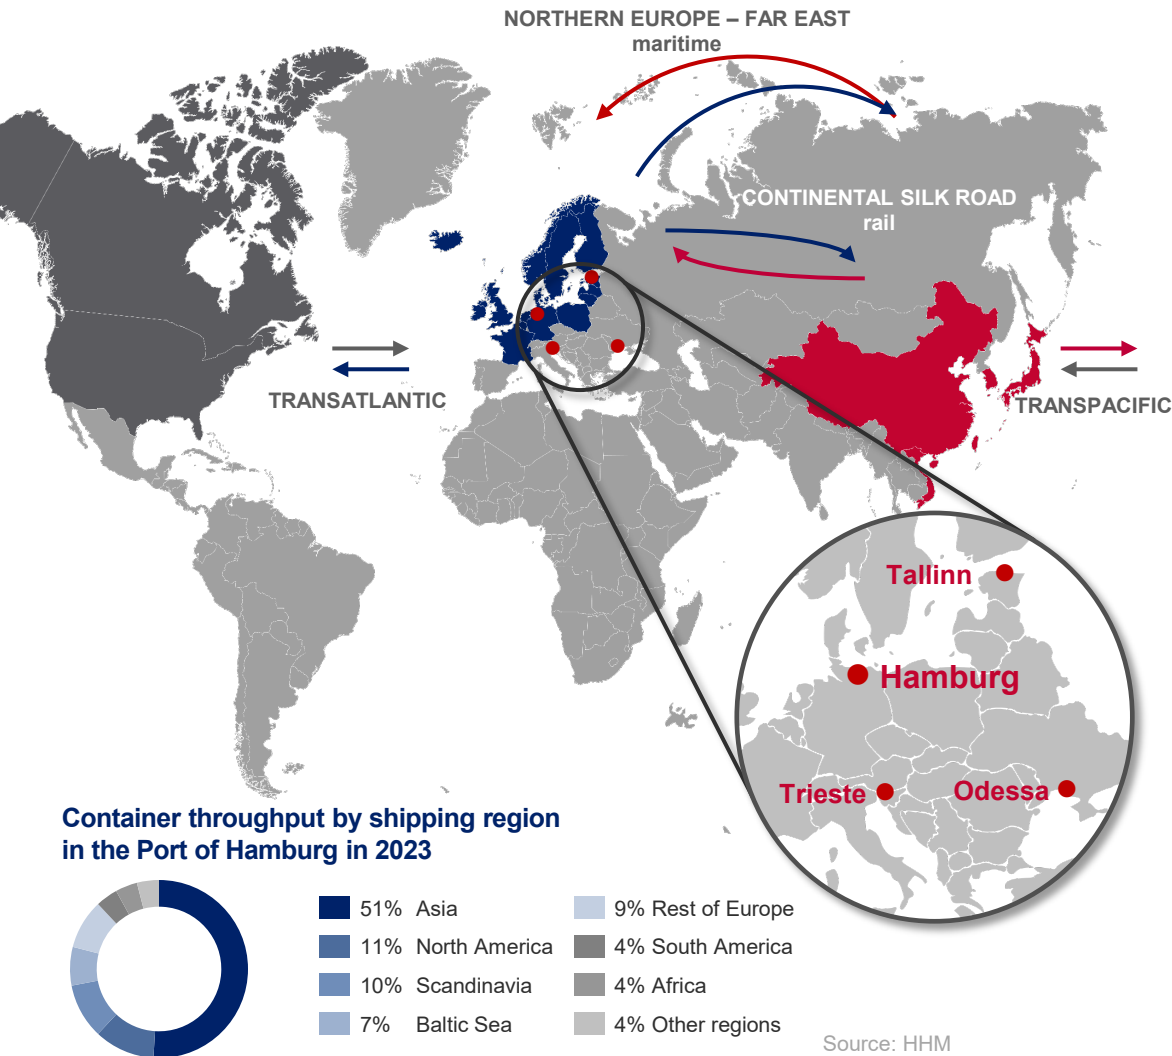 NORTHERN EUROPE – FAR EAST
maritime
CONTINENTAL SILK ROAD
rail
TRANSATLANTIC
TRANSPACIFIC
Tallinn
Hamburg
Trieste
Odessa
Container throughput by shipping region
in the Port of Hamburg in 2023
51% Asia
11% North America
10% Scandinavia
7% Baltic Sea
9% Rest of Europe
4% South America
4% Africa
4% Other regions
Source: HHM